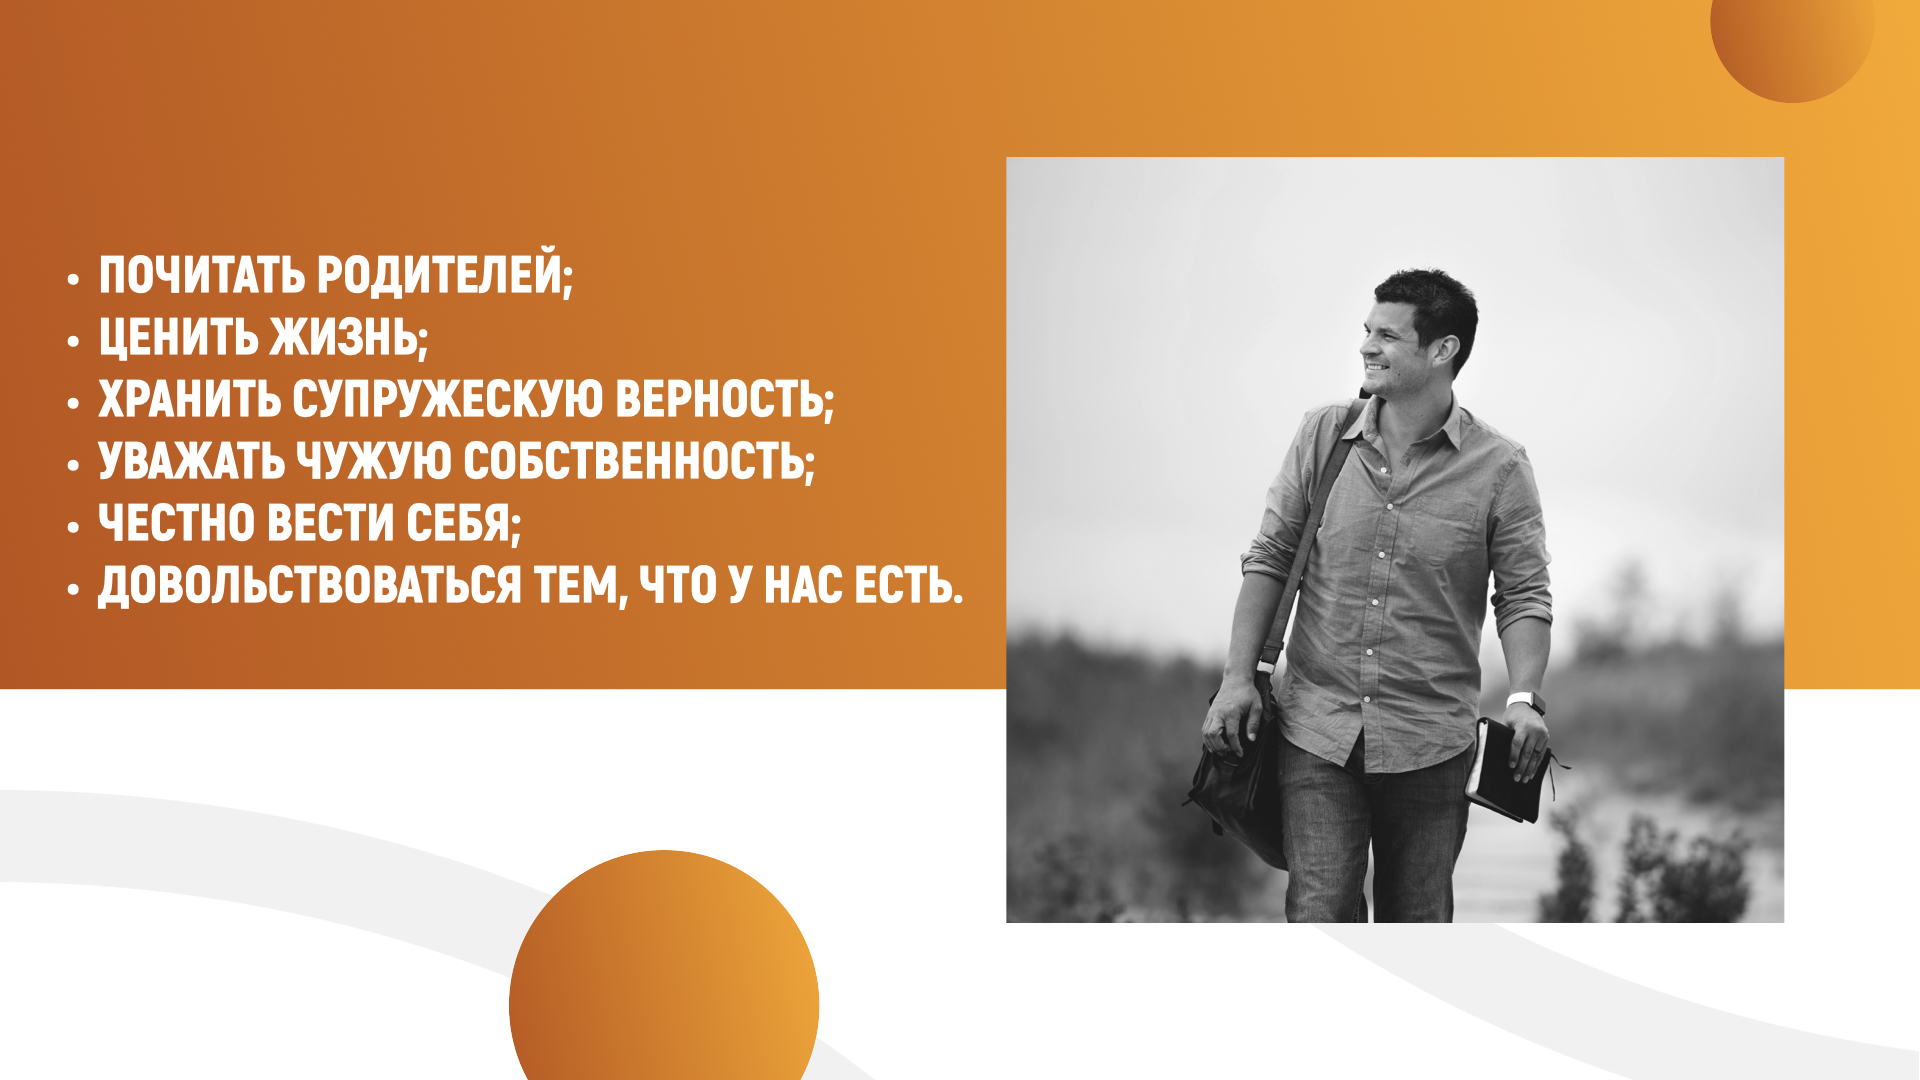 • ПОЧИТАТЬ РОДИТЕЛЕЙ;
• ЦЕНИТЬ ЖИЗНЬ;
• ХРАНИТЬ СУПРУЖЕСКУЮ ВЕРНОСТЬ;
• УВАЖАТЬ ЧУЖУЮ СОБСТВЕННОСТЬ;
• ЧЕСТНО ВЕСТИ СЕБЯ;
• ДОВОЛЬСТВОВАТЬСЯ ТЕМ, ЧТО У НАС ЕСТЬ.